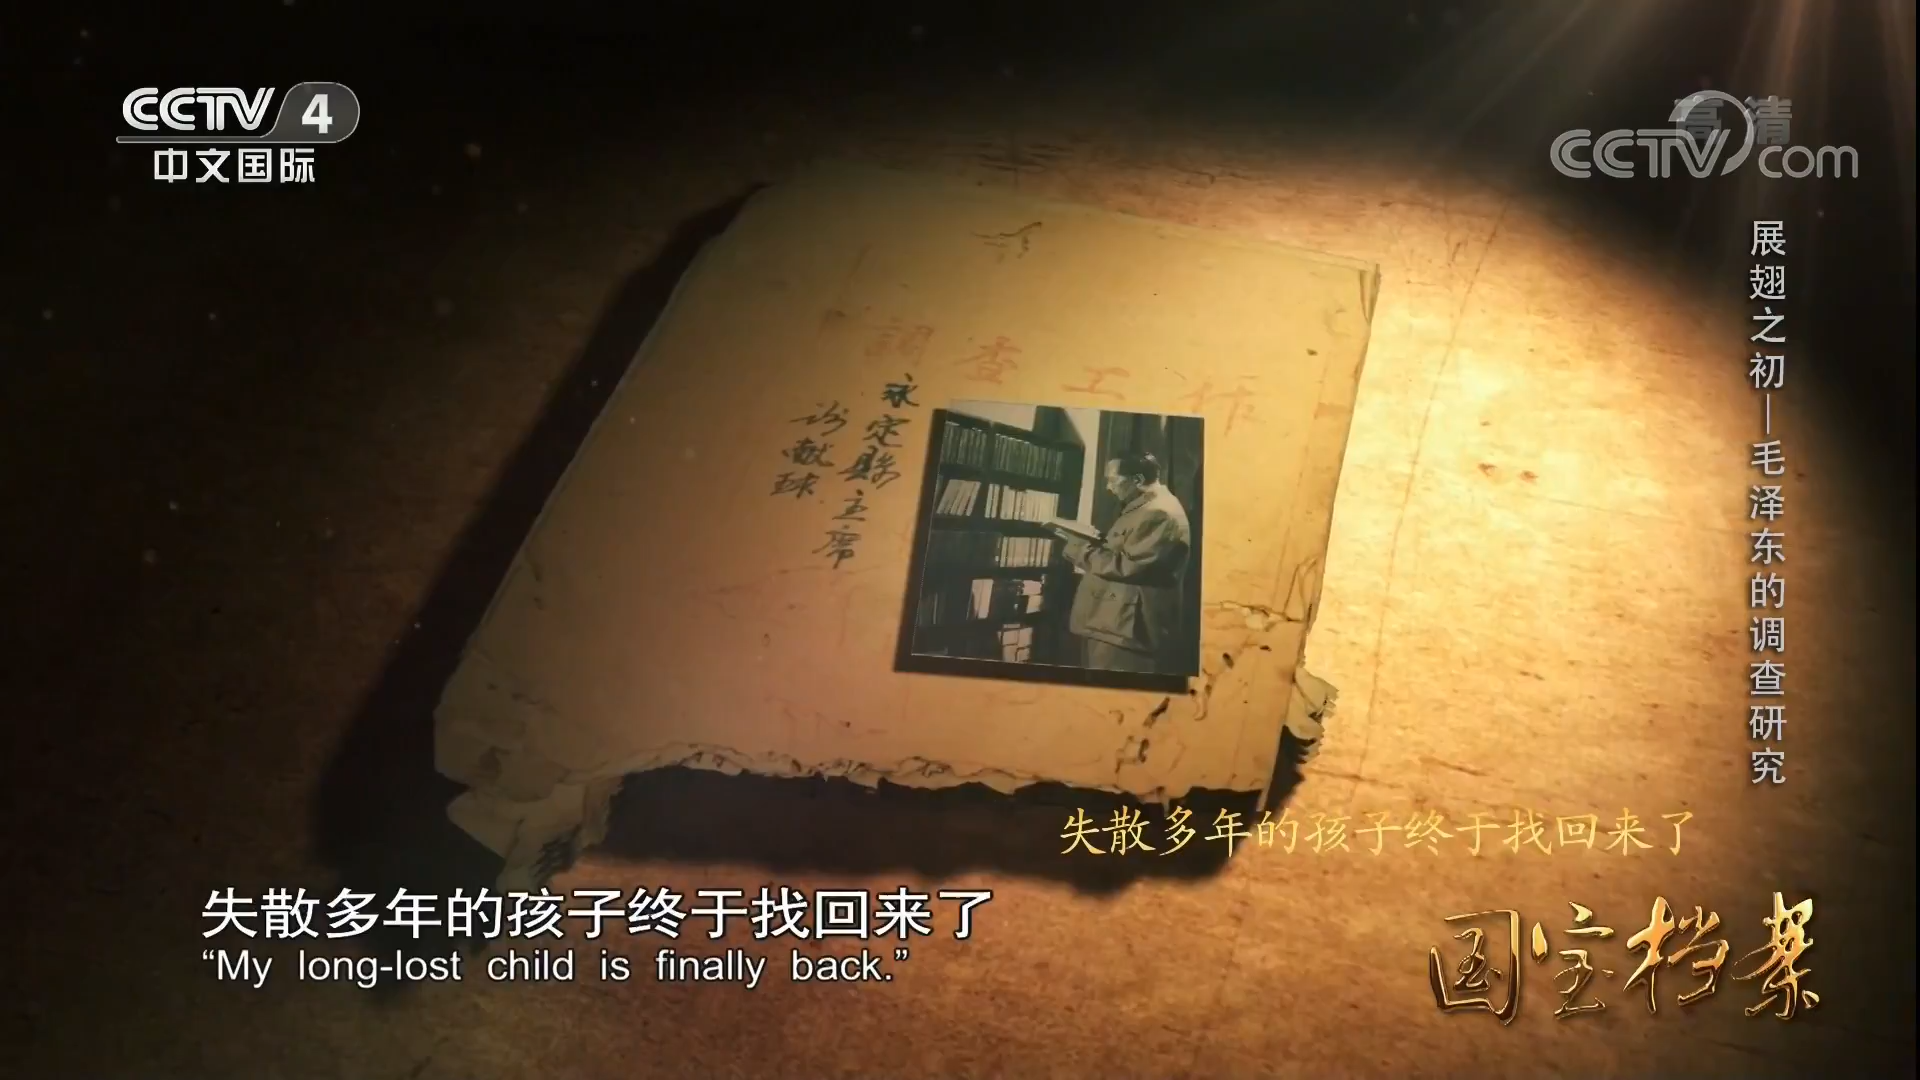 CCTV 4
中文国际
高清
CCTV com
展翅之初—毛泽东的调查研究
調查工作
永定縣主席
失散多年的孩子终于找回来了
失散多年的孩子终于找回来了
“My long-lost child is finally back.”
国宝档案